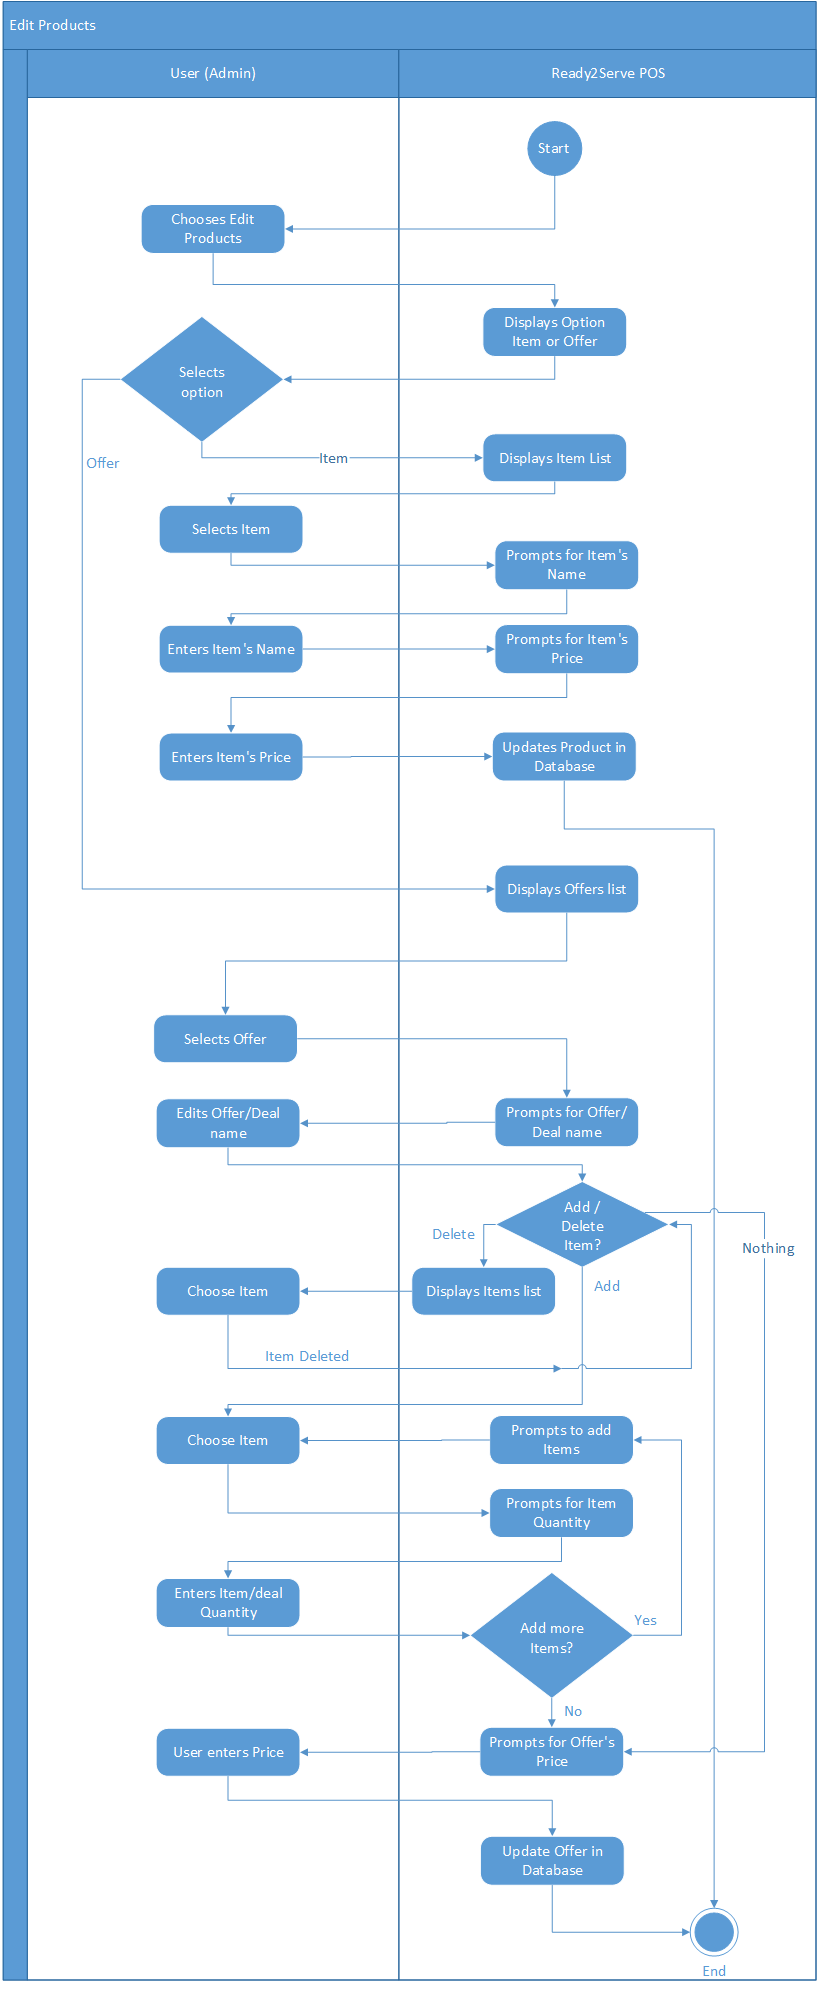 Edit Products
User (Admin)
Ready2Serve POS
Start
Chooses Edit
Products
Displays Option
Item or Offer
Selects
option
Offer
Item
Displays Item List
Selects Item
Prompts for Item's
Name
Enters Item's Name
Prompts for Item's
Price
Enters Item's Price
Updates Product in
Database
Displays Offers list
Selects Offer
Edits Offer/Deal
name
Prompts for Offer/
Deal name
Add /
Delete
Item?
Delete
Nothing
Choose Item
Displays Items list
Add
Item Deleted
Choose Item
Prompts to add
Items
Prompts for Item
Quantity
Enters Item/deal
Quantity
Add more
Items?
Yes
No
User enters Price
Prompts for Offer's
Price
Update Offer in
Database
End